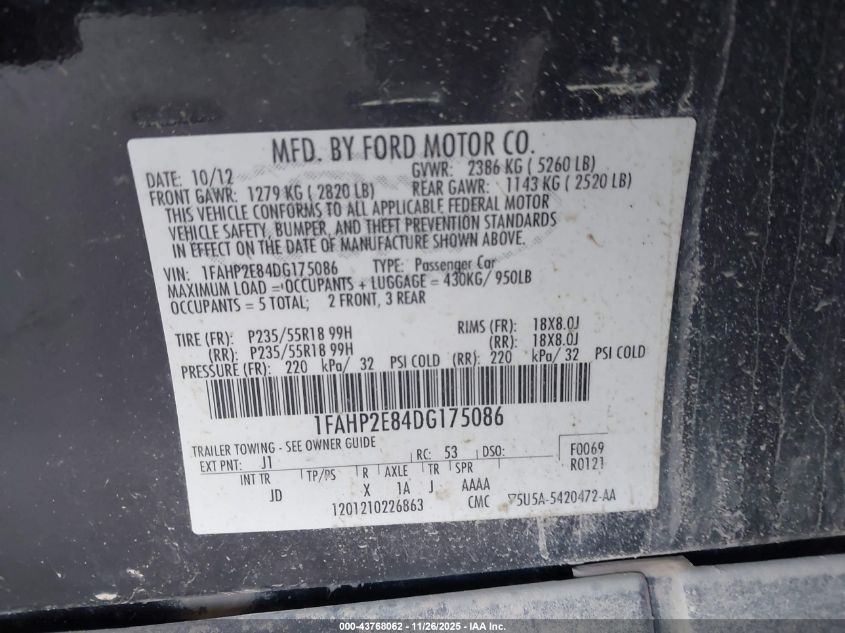 MFD. BY FORD MOTOR CO.
DATE: 10/12 GVWR: 2386 KG ( 5260 LB)
FRONT GAWR: 1279 KG ( 2820 LB) REAR GAWR: 1143 KG ( 2520 LB)
THIS VEHICLE CONFORMS TO ALL APPLICABLE FEDERAL MOTOR
VEHICLE SAFETY, BUMPER, AND THEFT PREVENTION STANDARDS
IN EFFECT ON THE DATE OF MANUFACTURE SHOWN ABOVE.
VIN: 1FAHP2E84DG175086 TYPE: Passenger Car
MAXIMUM LOAD = OCCUPANTS + LUGGAGE = 430KG/ 950LB
OCCUPANTS = 5 TOTAL; 2 FRONT, 3 REAR
TIRE (FR): P235/55R18 99H RIMS (FR): 18X8.0J
(RR): P235/55R18 99H (RR): 18X8.0J
PRESSURE (FR): 220 kPa/ 32 PSI COLD (RR): 220 kPa/ 32 PSI COLD
1FAHP2E84DG175086
TRAILER TOWING - SEE OWNER GUIDE
EXT PNT: J1 RC: 53 DSO: F0069
R0121
INT TR TP/PS R AXLE TR SPR
JD X 1A J AAAA
1201210226863 CMC 5U5A-5420472-AA
000-43768062 - 11/26/2025 - IAA Inc.